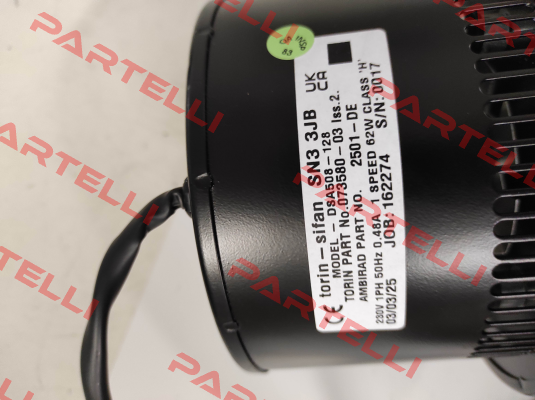 CE torin-sifan SN3 3JB UK CA
MODEL - DSA508-128
TORIN PART No.073580-03 Iss.2.
AMBIRAD PART NO. 2501-DE
230V 1PH 50Hz 0.48A 1 SPEED 62W CLASS 'H'
03/03/25 JOB:162274 S/N:0017
PARTELLI
PARTELLI
PARTELLI
PARTELLI
PARTELLI
PARTELLI